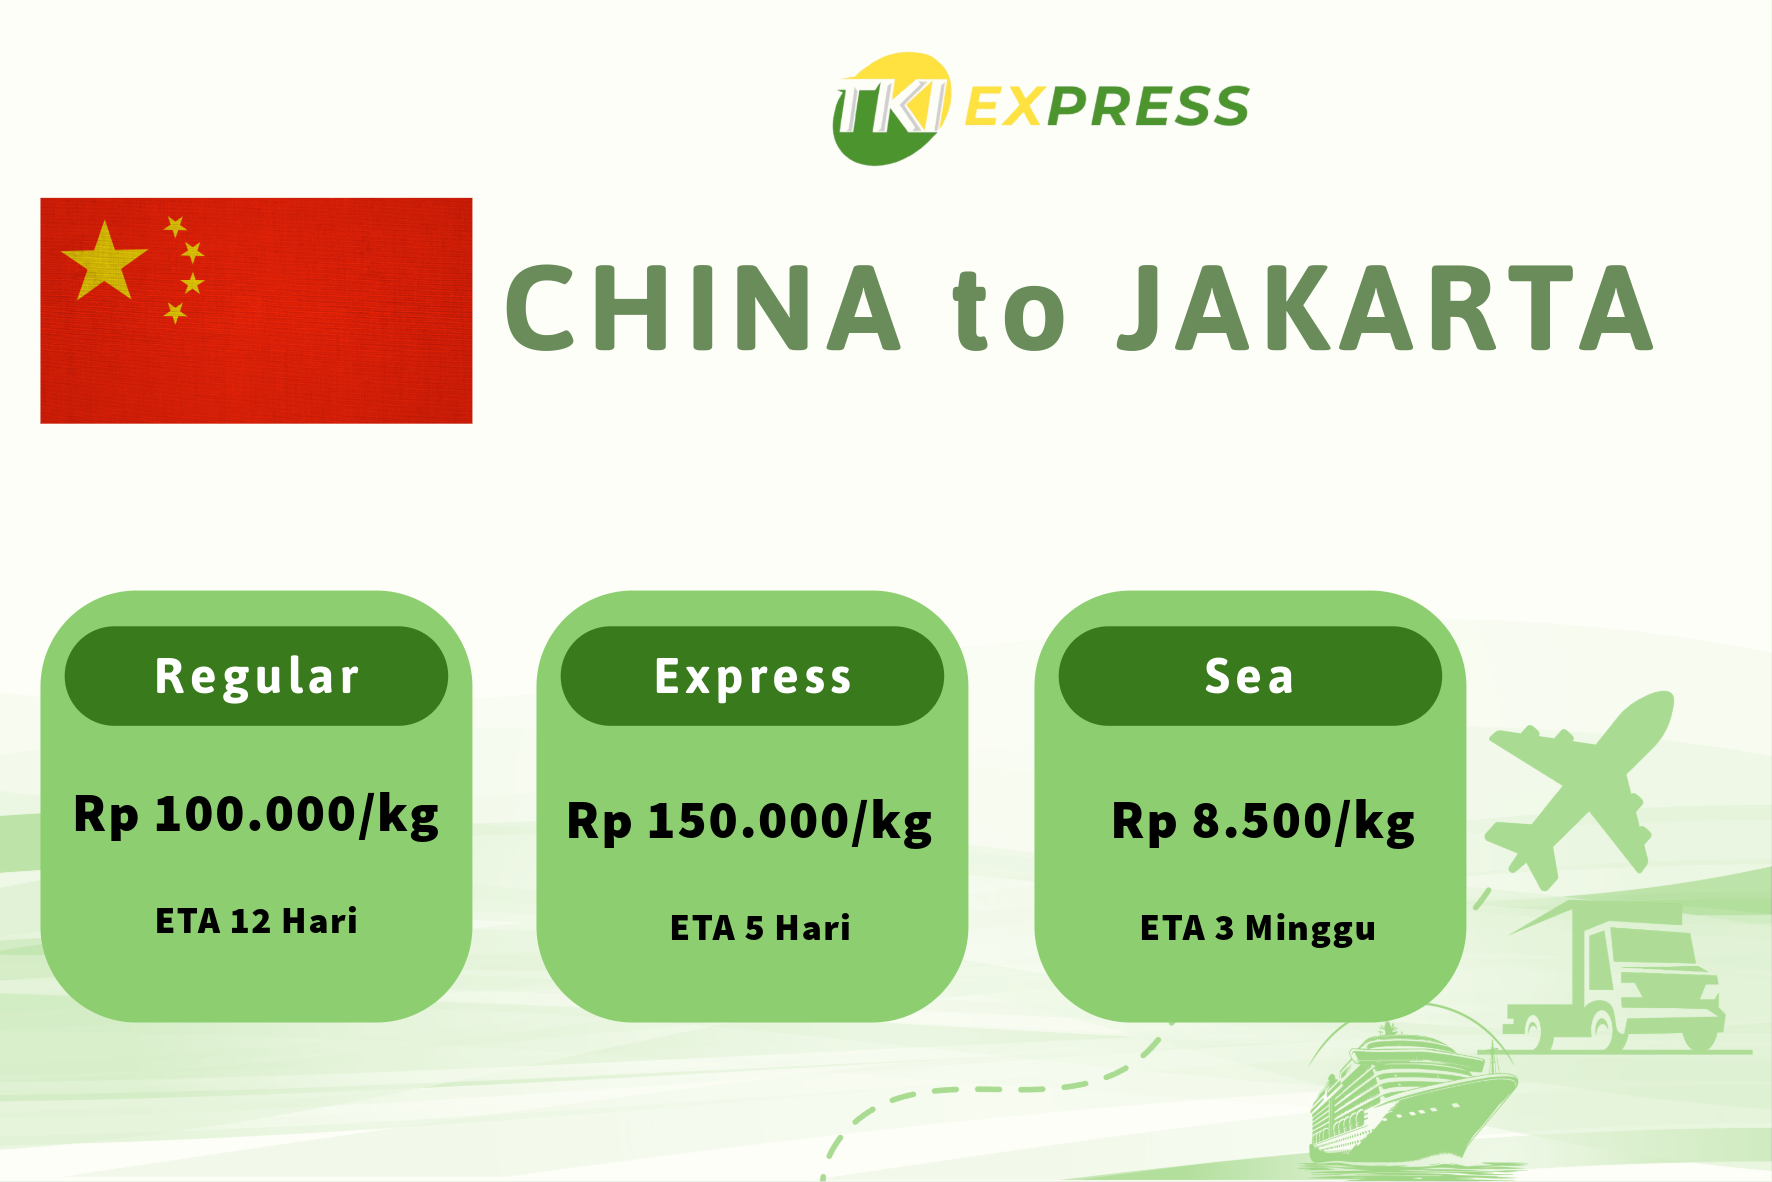 TKI EXPRESS
CHINA to JAKARTA
Regular
Rp 100.000/kg
ETA 12 Hari
Express
Rp 150.000/kg
ETA 5 Hari
Sea
Rp 8.500/kg
ETA 3 Minggu